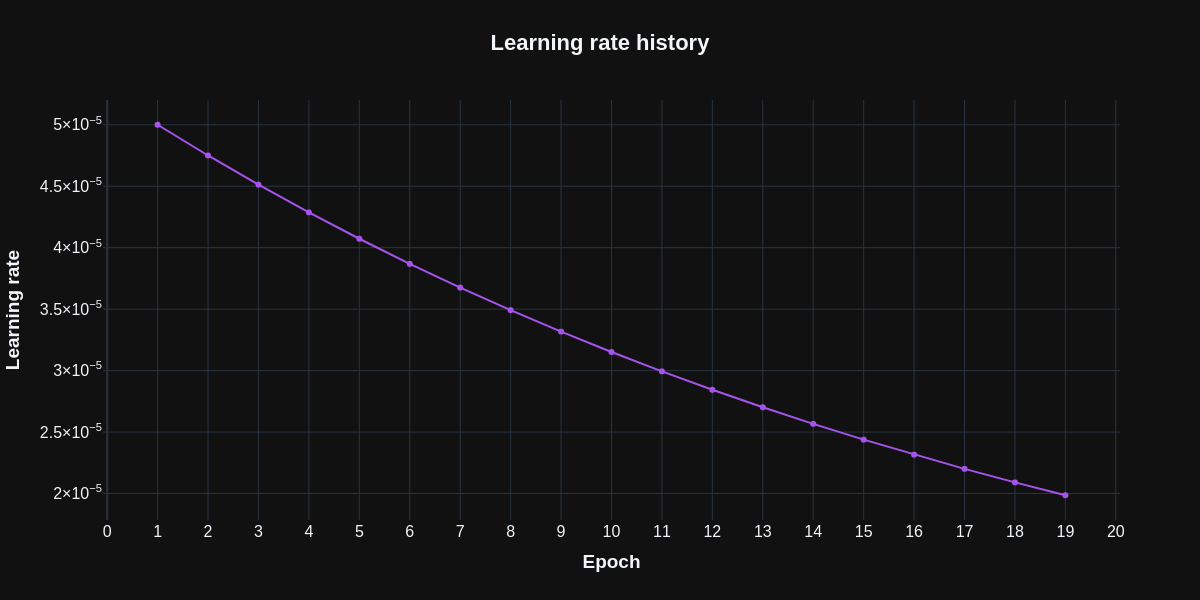 Learning rate history
5×10⁻⁵
4.5×10⁻⁵
4×10⁻⁵
3.5×10⁻⁵
3×10⁻⁵
2.5×10⁻⁵
2×10⁻⁵
Learning rate
0 1 2 3 4 5 6 7 8 9 10 11 12 13 14 15 16 17 18 19 20
Epoch